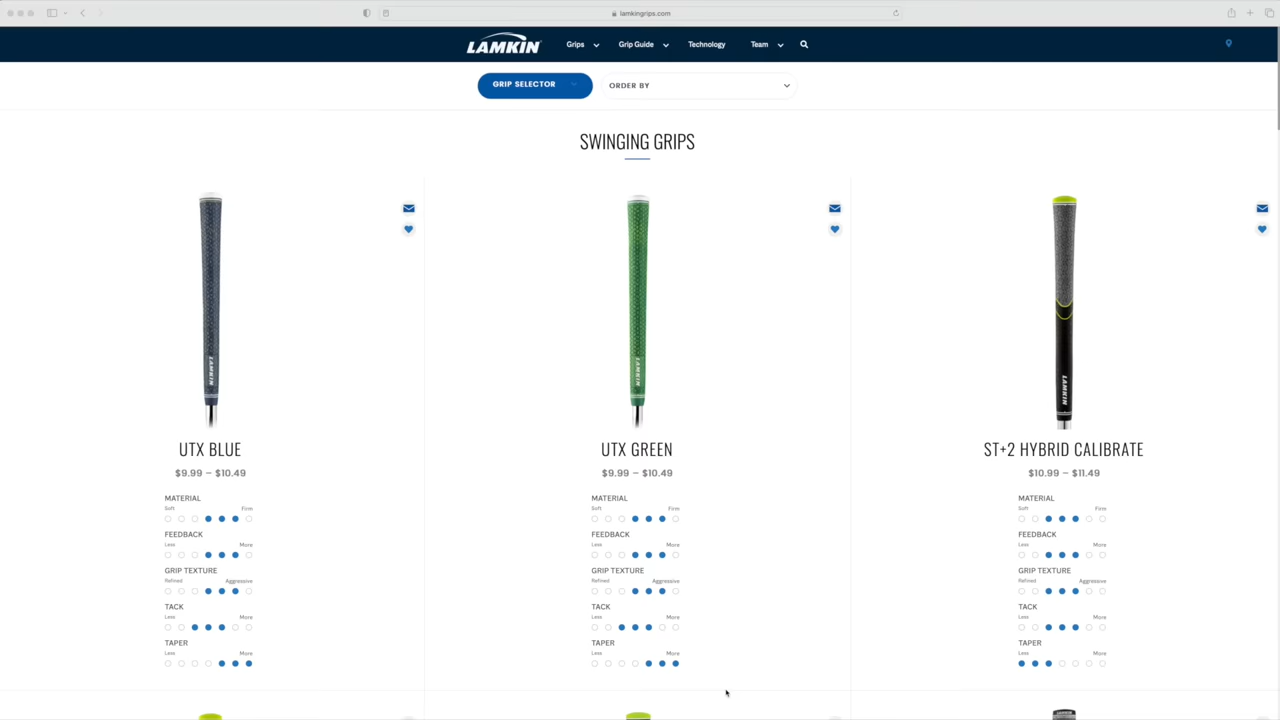 lamkingrips.com
LAMKIN Grips Grip Guide Technology Team
GRIP SELECTOR ORDER BY
SWINGING GRIPS
LAMKIN
LAMKIN
LAMKIN
UTX BLUE
$9.99 – $10.49
MATERIAL
Soft Firm
FEEDBACK
Less More
GRIP TEXTURE
Refined Aggressive
TACK
Less More
TAPER
Less More
UTX GREEN
$9.99 – $10.49
MATERIAL
Soft Firm
FEEDBACK
Less More
GRIP TEXTURE
Refined Aggressive
TACK
Less More
TAPER
Less More
ST+2 HYBRID CALIBRATE
$10.99 – $11.49
MATERIAL
Soft Firm
FEEDBACK
Less More
GRIP TEXTURE
Refined Aggressive
TACK
Less More
TAPER
Less More